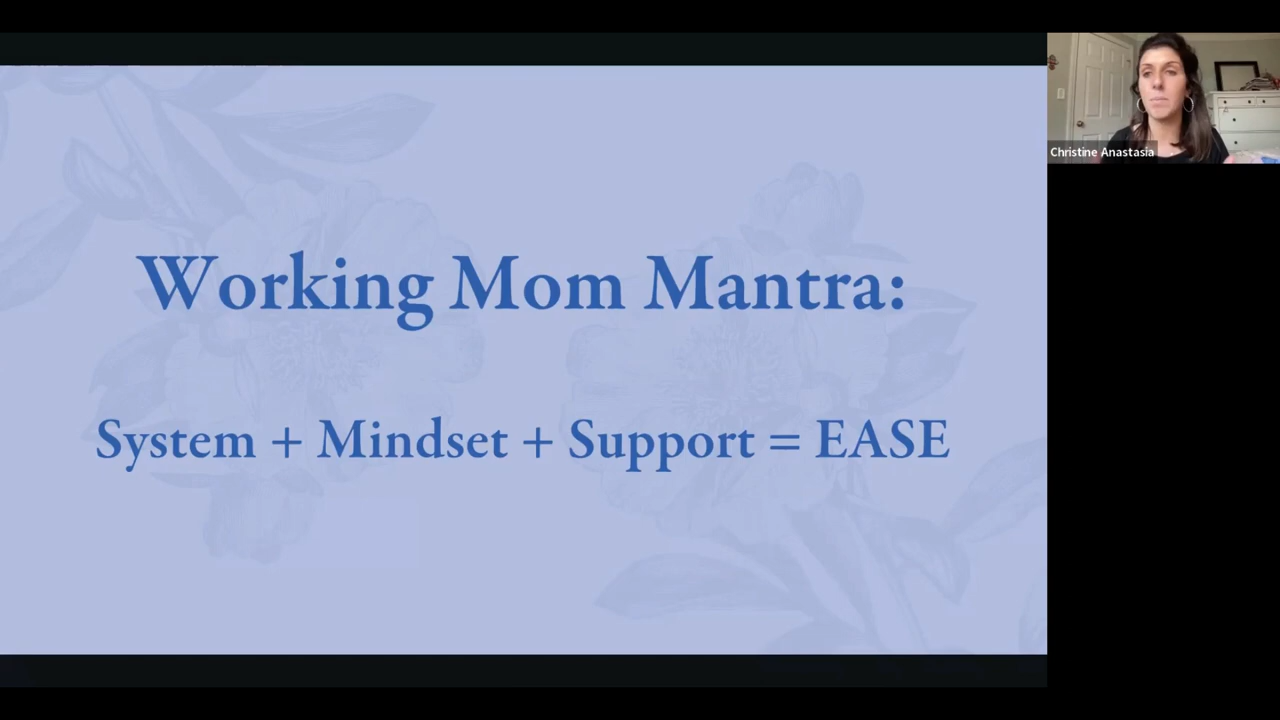 Working Mom Mantra:
System + Mindset + Support = EASE
Christine Anastasia